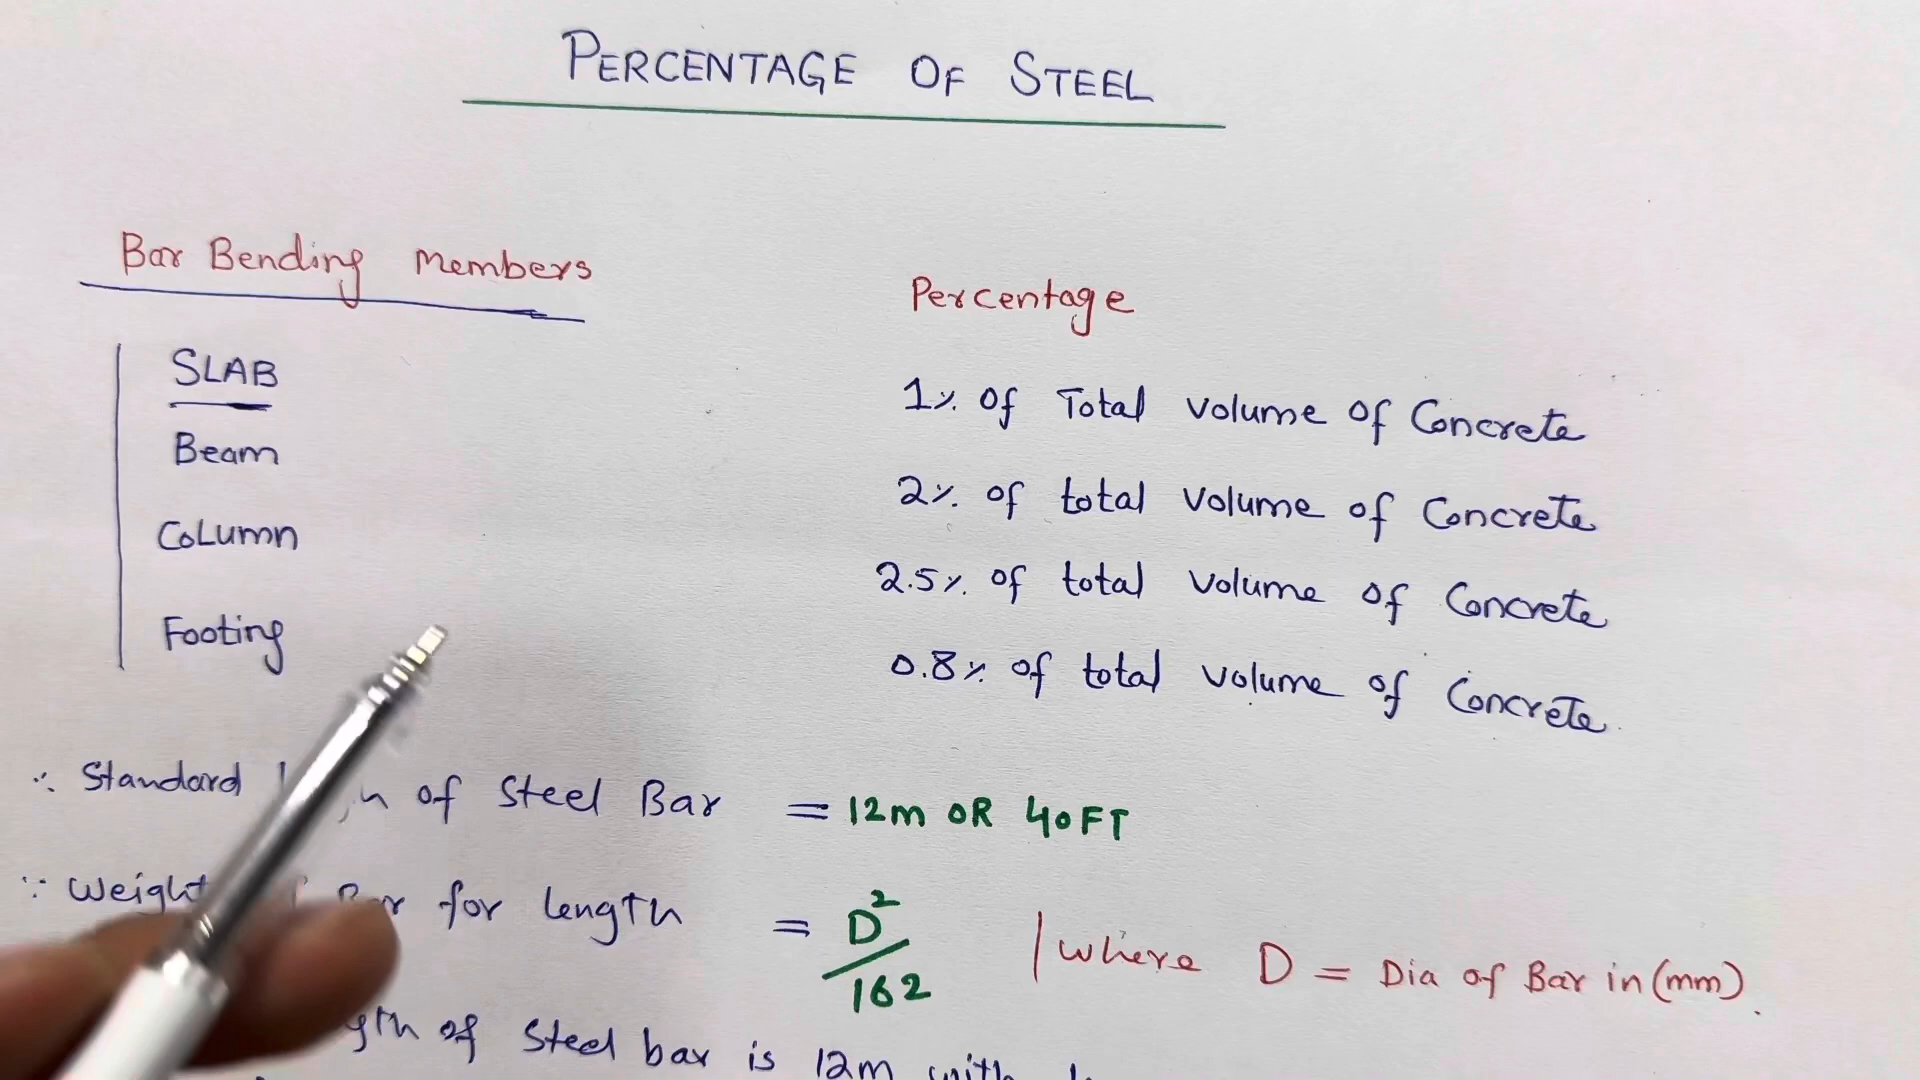 PERCENTAGE OF STEEL
Bar Bending Members
Percentage
SLAB
1% Of Total volume Of Concrete
Beam
2% of total volume of Concrete
Column
2.5% of total volume of Concrete
Footing
0.8% of total volume of Concrete.
∴ Standard of Steel Bar = 12m OR 40FT
∵ Weight Bar for length = D²/162 | where D = Dia of Bar in (mm).
of Steel bar is 12m with